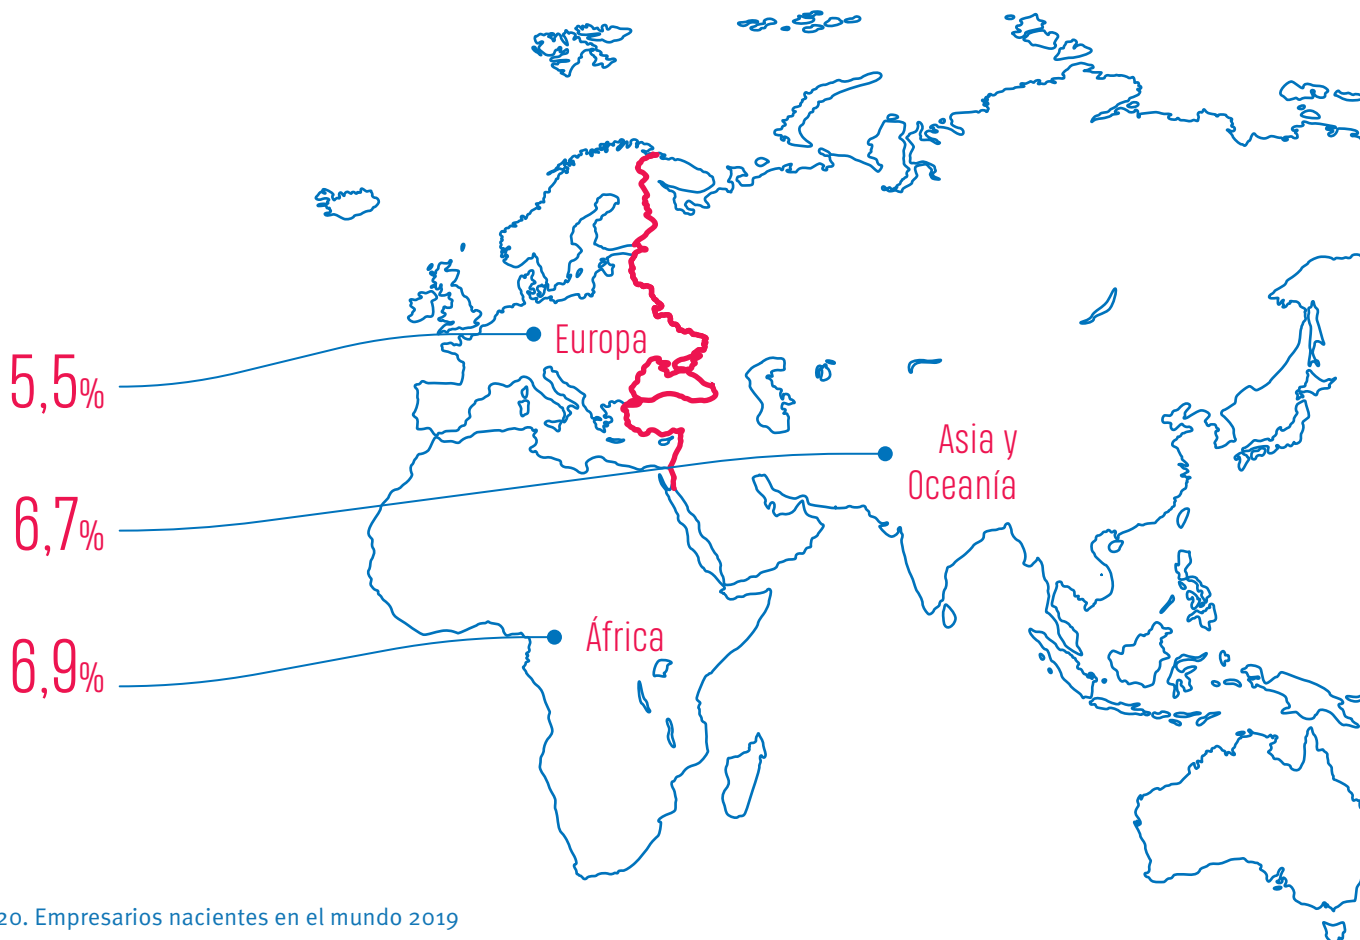 5,5%
Europa
6,7%
Asia y
Oceanía
6,9%
África
20. Empresarios nacientes en el mundo 2019